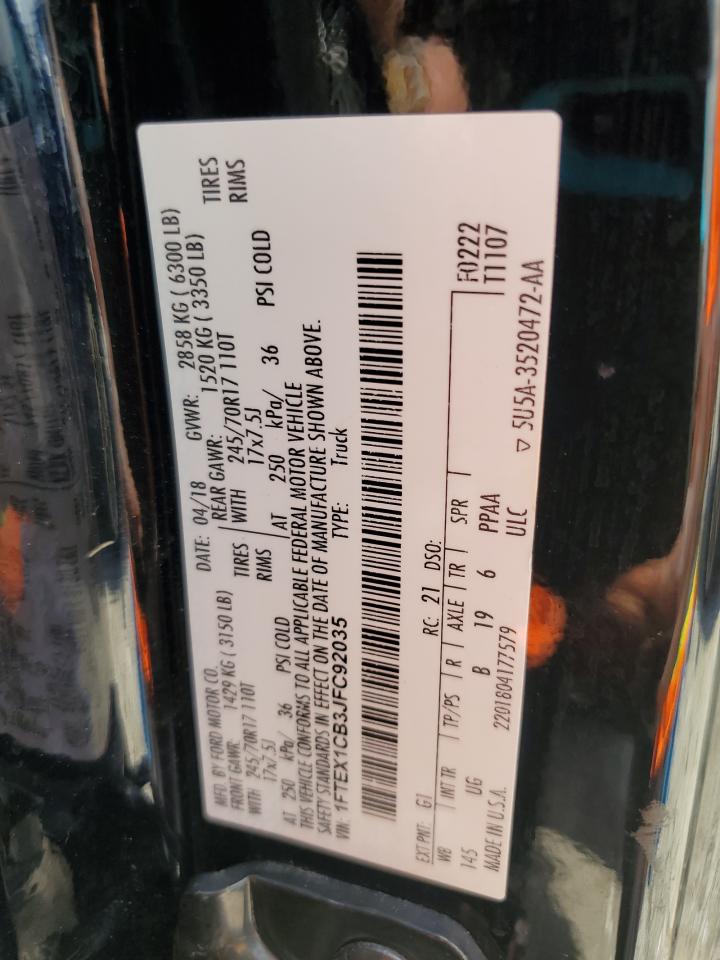 MFD. BY FORD MOTOR CO.
DATE: 04/18 GVWR: 2858 KG ( 6300 LB)
FRONT GAWR: 1429 KG ( 3150 LB) REAR GAWR: 1520 KG ( 3350 LB)
WITH 245/70R17 110T TIRES WITH 245/70R17 110T TIRES
17x7.5J RIMS 17x7.5J RIMS
AT 250 kPa/ 36 PSI COLD AT 250 kPa/ 36 PSI COLD
THIS VEHICLE CONFORMS TO ALL APPLICABLE FEDERAL MOTOR VEHICLE
SAFETY STANDARDS IN EFFECT ON THE DATE OF MANUFACTURE SHOWN ABOVE.
VIN: 1FTEX1CB3JFC92035 TYPE: Truck
EXT PNT: G1 RC: 21 DSO: F0222
WB INT TR TP/PS R AXLE TR SPR T1107
145 UG B 19 6 PPAA
MADE IN U.S.A. 2201804177579 ULC ▽ 5U5A-3520472-AA